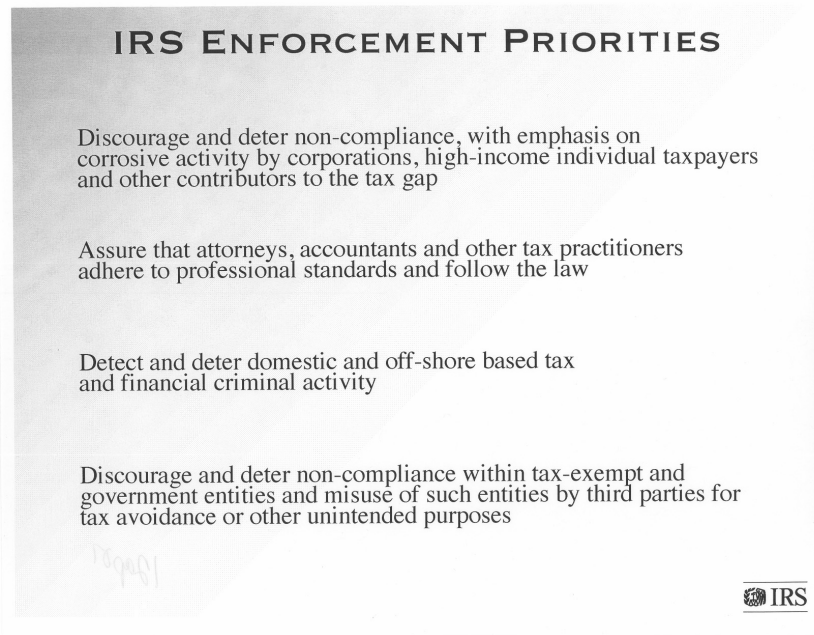 IRS ENFORCEMENT PRIORITIES
Discourage and deter non-compliance, with emphasis on
corrosive activity by corporations, high-income individual taxpayers
and other contributors to the tax gap
Assure that attorneys, accountants and other tax practitioners
adhere to professional standards and follow the law
Detect and deter domestic and off-shore based tax
and financial criminal activity
Discourage and deter non-compliance within tax-exempt and
government entities and misuse of such entities by third parties for
tax avoidance or other unintended purposes
IRS